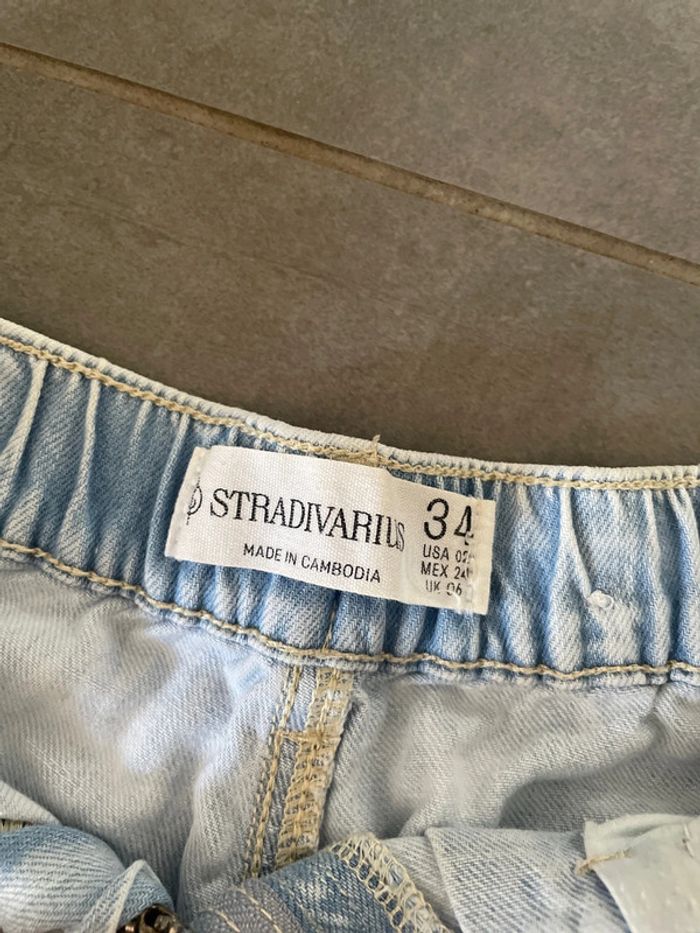 STRADIVARIUS
MADE IN CAMBODIA
34
USA 02
MEX 24
UK 06